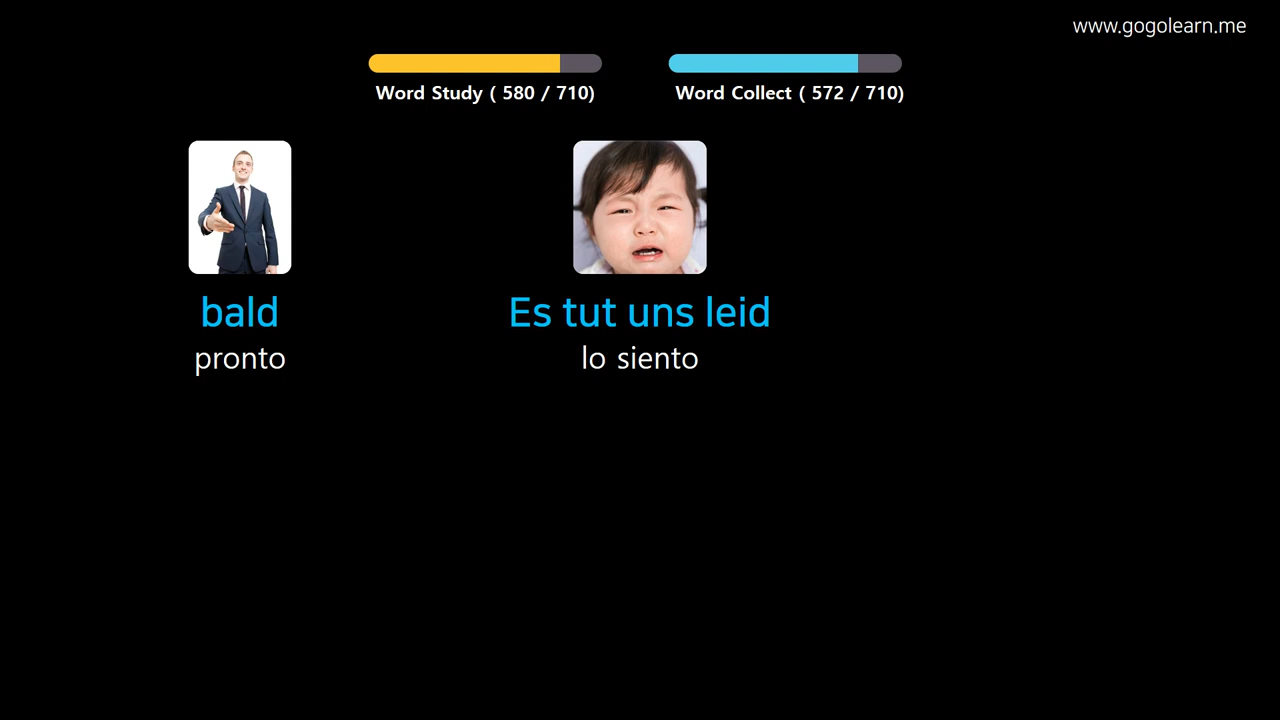 www.gogolearn.me
Word Study ( 580 / 710)
Word Collect ( 572 / 710)
bald
pronto
Es tut uns leid
lo siento